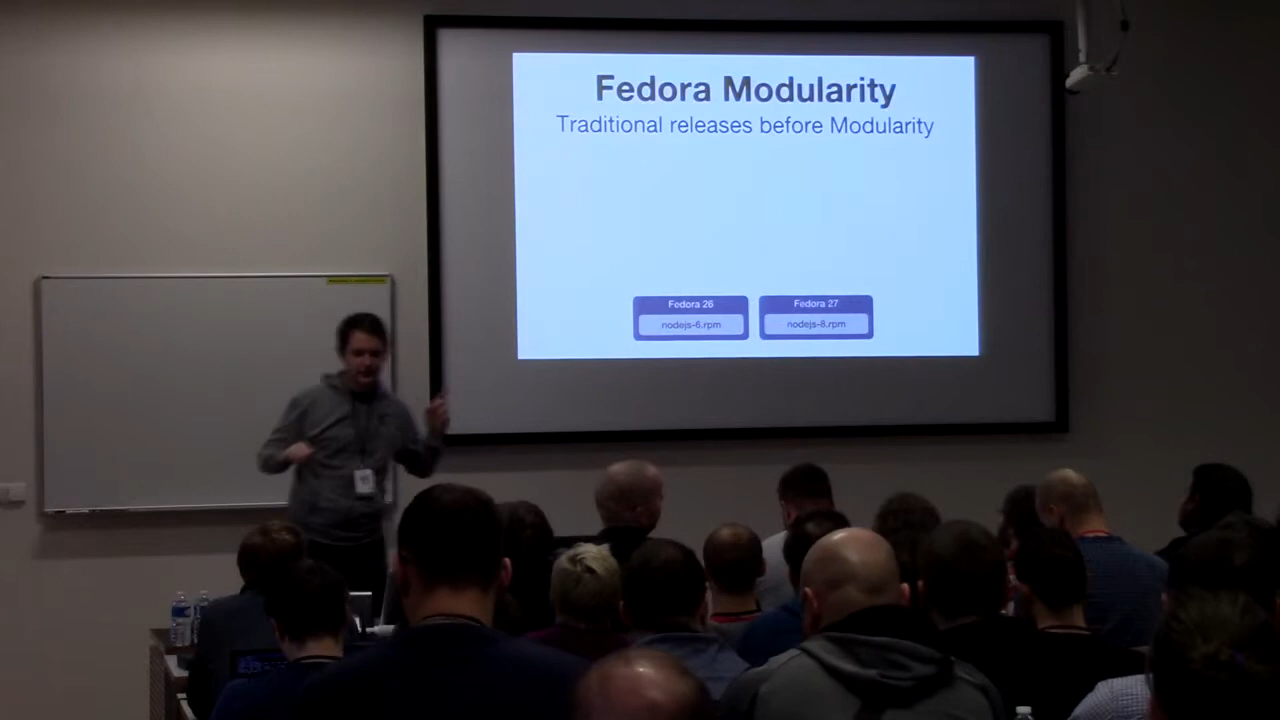 Fedora Modularity
Traditional releases before Modularity
Fedora 26
nodejs-6.rpm
Fedora 27
nodejs-8.rpm